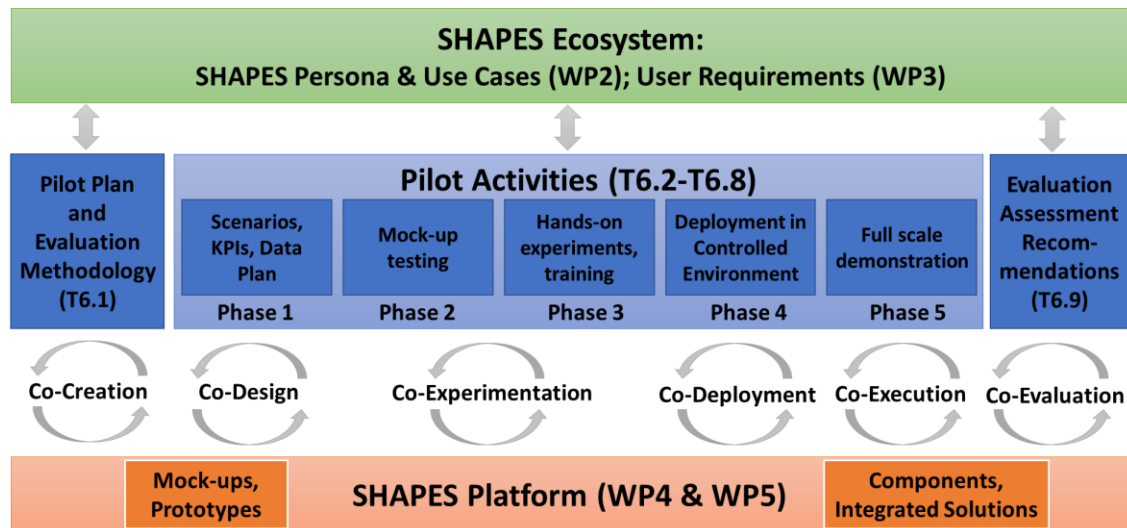 SHAPES Ecosystem:
SHAPES Persona & Use Cases (WP2); User Requirements (WP3)
Pilot Plan
and
Evaluation
Methodology
(T6.1)
Pilot Activities (T6.2-T6.8)
Scenarios,
KPIs, Data
Plan
Phase 1
Mock-up
testing
Phase 2
Hands-on
experiments,
training
Phase 3
Deployment in
Controlled
Environment
Phase 4
Full scale
demonstration
Phase 5
Evaluation
Assessment
Recom-
mendations
(T6.9)
Co-Creation
Co-Design
Co-Experimentation
Co-Deployment
Co-Execution
Co-Evaluation
Mock-ups,
Prototypes
SHAPES Platform (WP4 & WP5)
Components,
Integrated Solutions